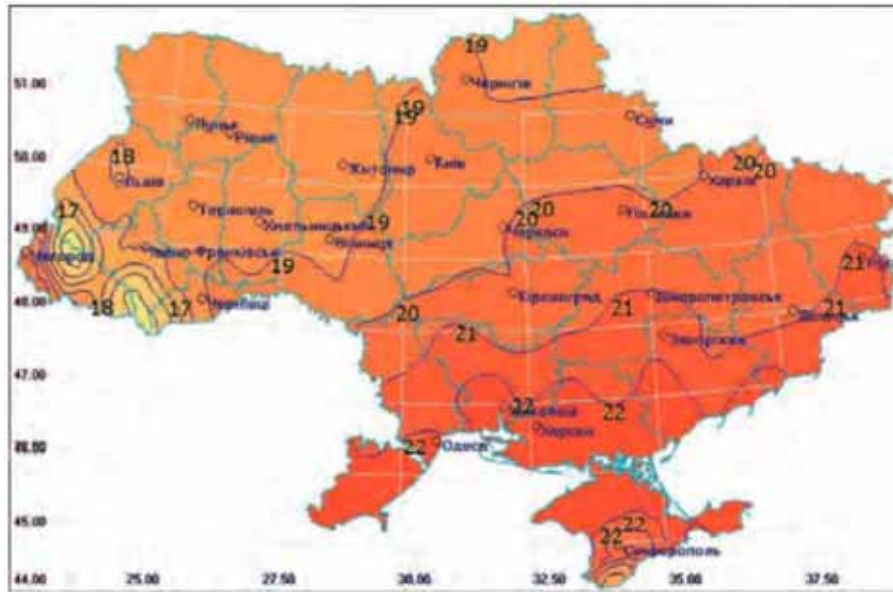 19
51.00
Чернігів
19
19
Суми
Луцьк
Рівне
50.00
18
Житомир
Київ
20
20
Львів
Харків
17
49.00
Тернопіль
20
20
20
Хмельницький
19
Вінниця
Черкаси
Полтава
Ужгород
Івано-Франківськ
19
21
48.00
18
17
Чернівці
20
Кіровоград
Дніпропетровськ
21
21
Донецьк
21
Запоріжжя
47.00
22
22
Миколаїв
Херсон
22
Одеса
45.00
22
22
Сімферополь
44.00
25.00
27.50
30.00
32.50
35.00
37.50